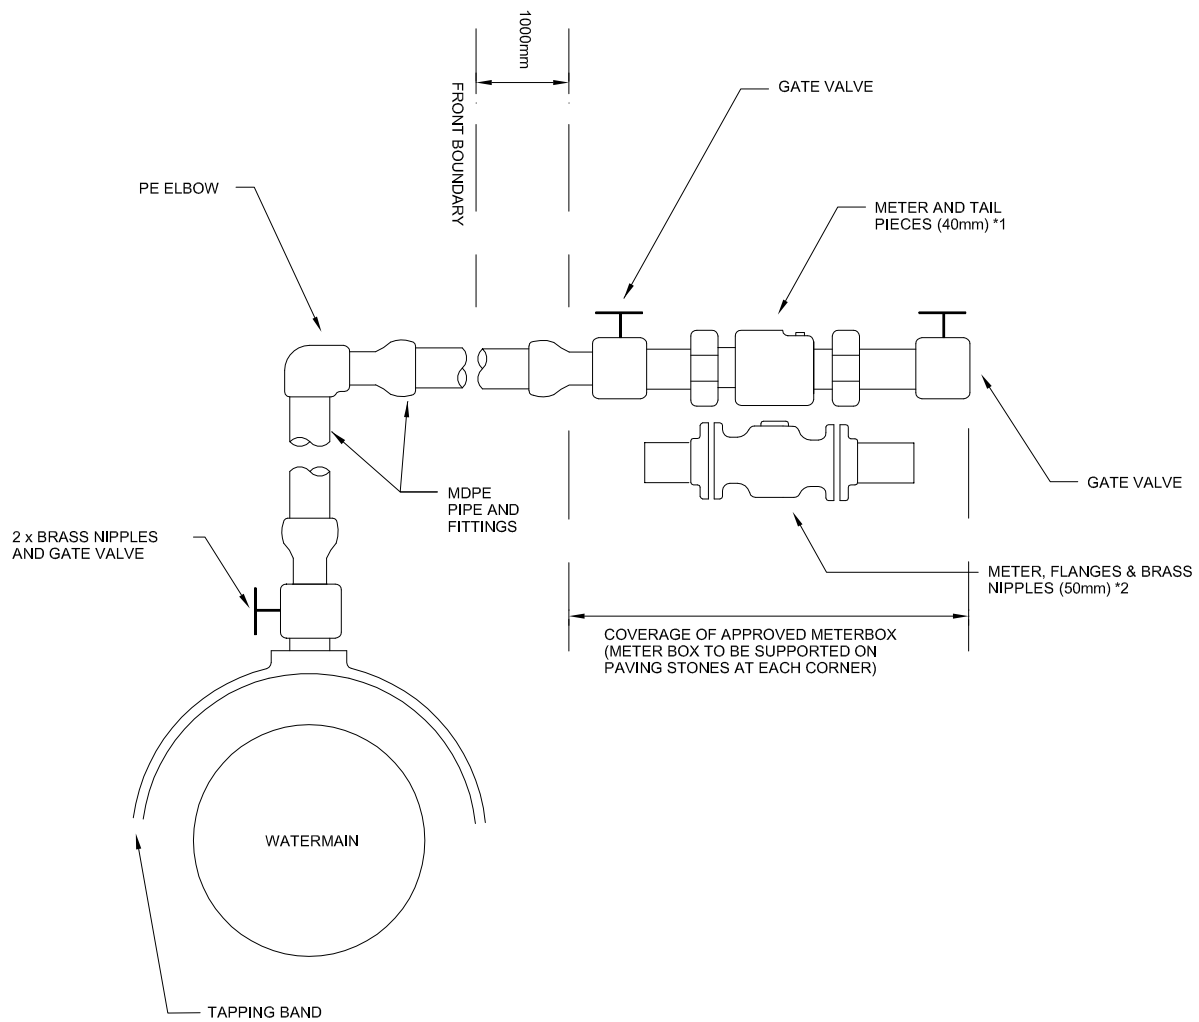 1000mm
FRONT BOUNDARY
GATE VALVE
PE ELBOW
METER AND TAIL
PIECES (40mm) *1
MDPE
PIPE AND
FITTINGS
GATE VALVE
2 x BRASS NIPPLES
AND GATE VALVE
METER, FLANGES & BRASS
NIPPLES (50mm) *2
COVERAGE OF APPROVED METERBOX
(METER BOX TO BE SUPPORTED ON
PAVING STONES AT EACH CORNER)
WATERMAIN
TAPPING BAND